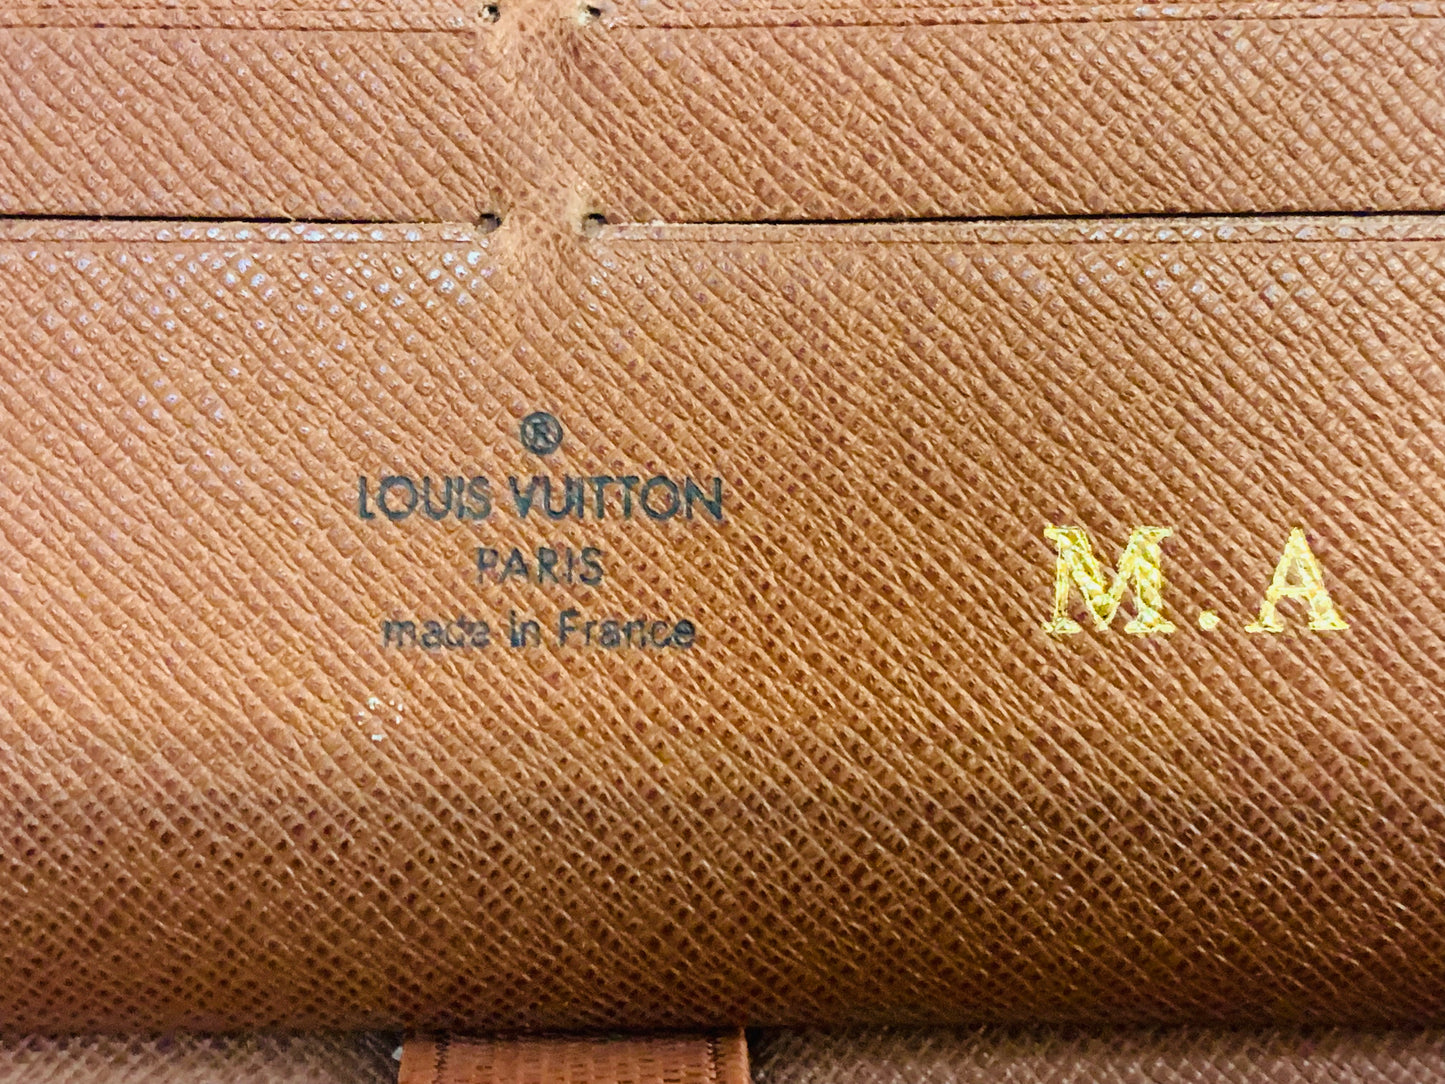 ®
LOUIS VUITTON
PARIS
made in France
M.A